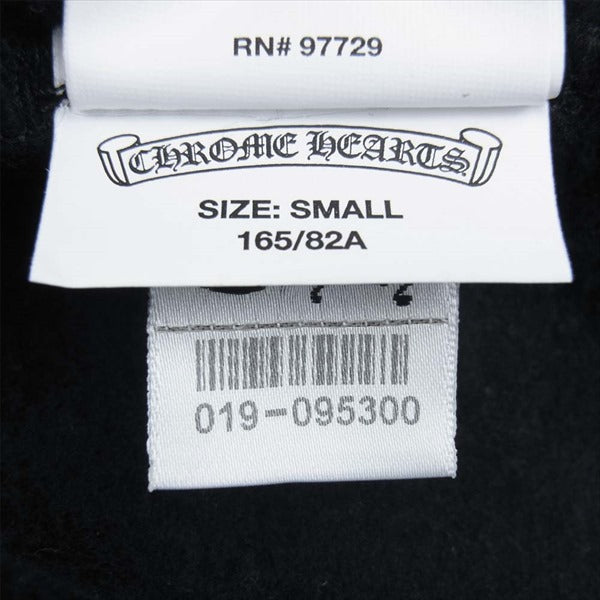 RN# 97729
CHROME HEARTS
SIZE: SMALL
165/82A
019-095300